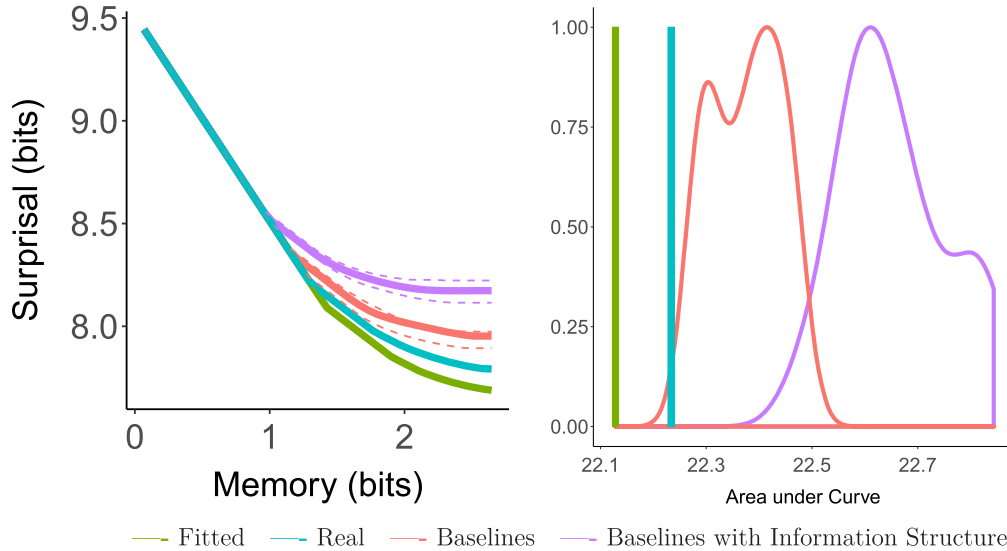 9.5
9.0
8.5
8.0
Surprisal (bits)
0 1 2
Memory (bits)
1.00
0.75
0.50
0.25
0.00
22.1 22.3 22.5 22.7
Area under Curve
Fitted Real Baselines Baselines with Information Structure